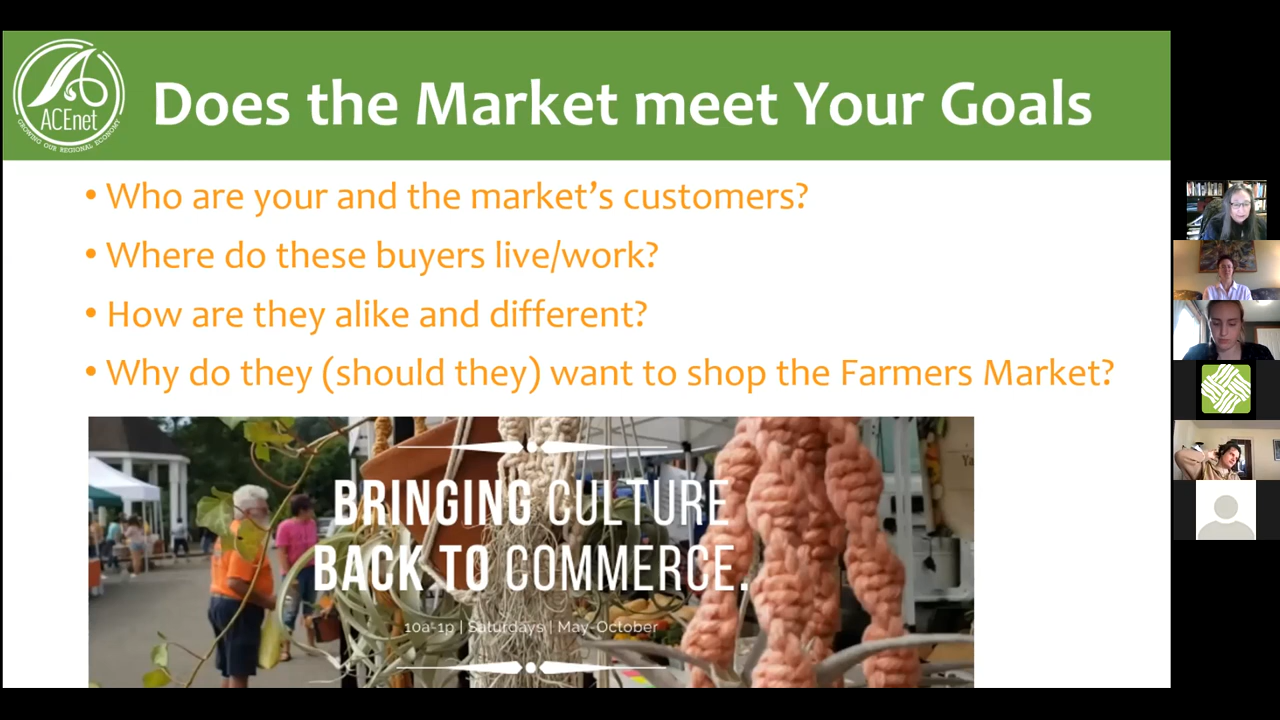 ACEnet
GROWING OUR REGIONAL ECONOMY
Does the Market meet Your Goals
• Who are your and the market’s customers?
• Where do these buyers live/work?
• How are they alike and different?
• Why do they (should they) want to shop the Farmers Market?
BRINGING CULTURE
BACK TO COMMERCE.
10a-1p | Saturdays | May-October